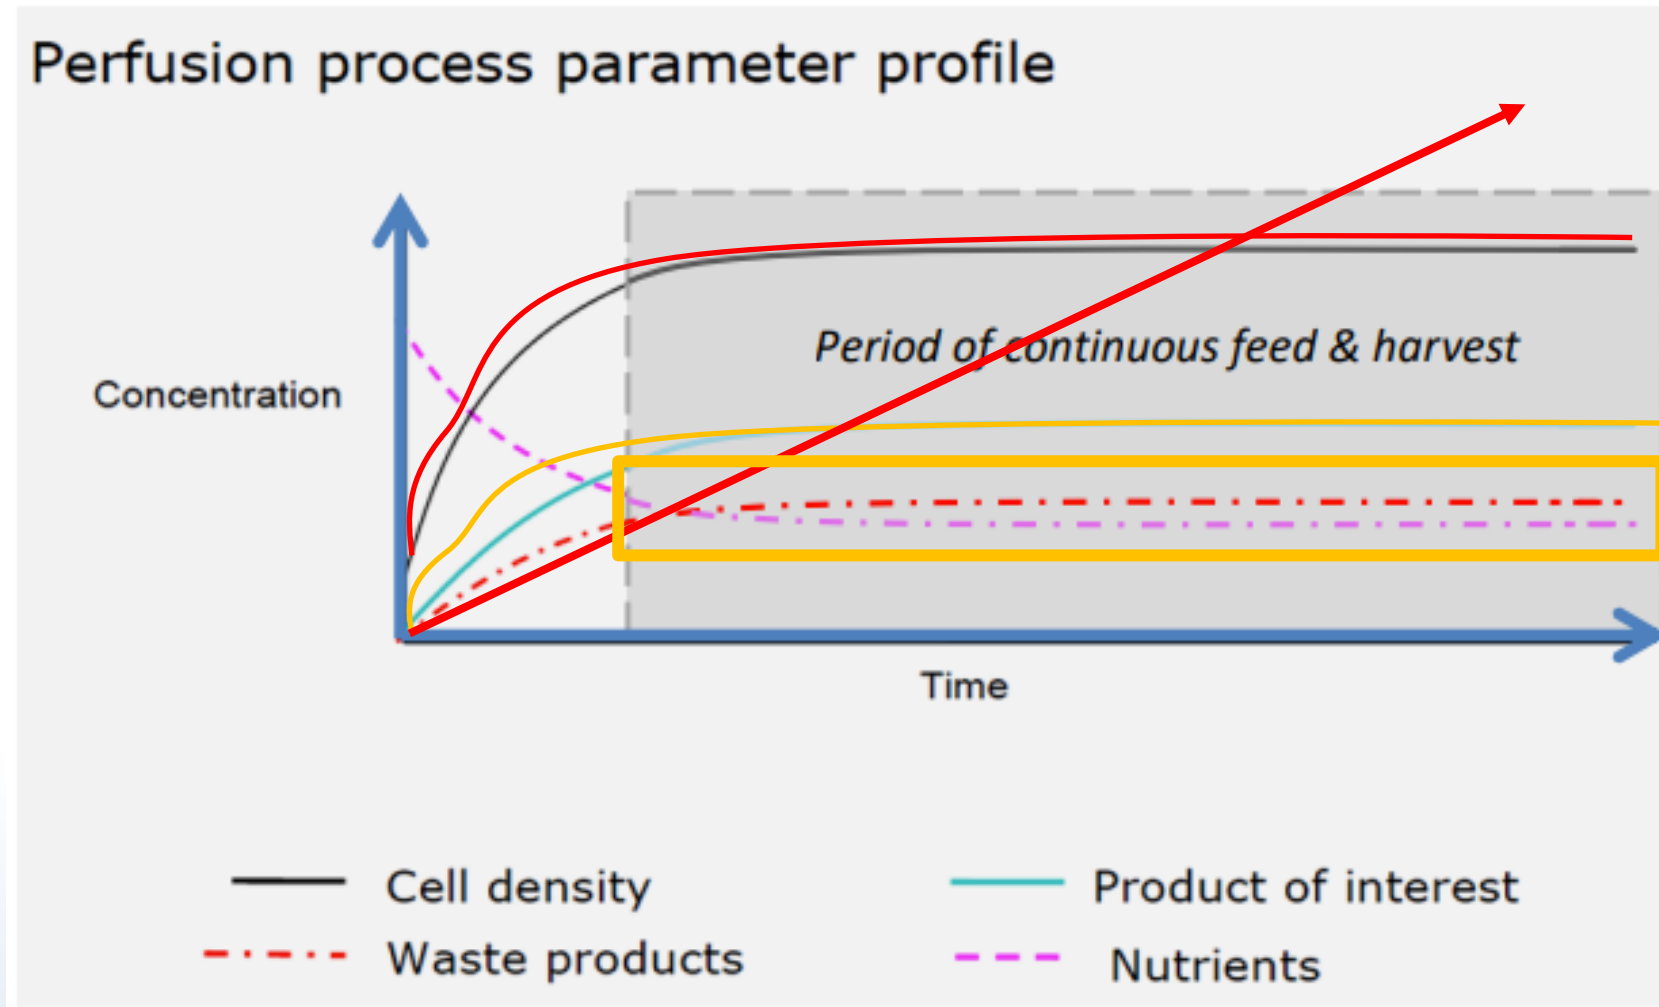 Perfusion process parameter profile
Period of continuous feed & harvest
Concentration
Time
Cell density
Product of interest
Waste products
Nutrients